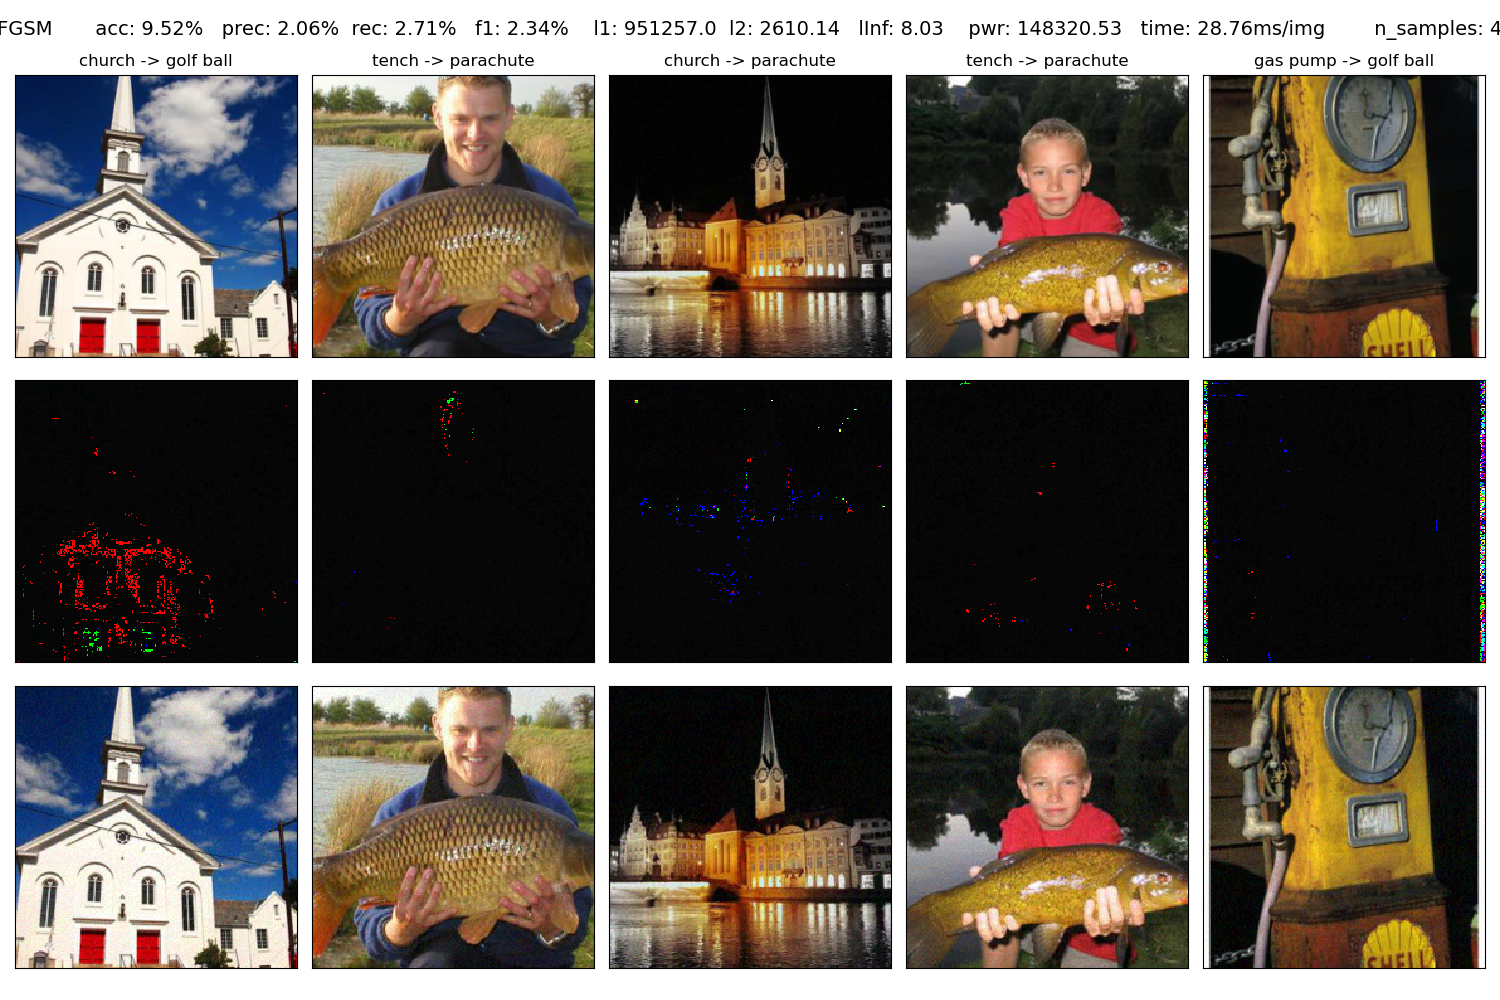 FGSM acc: 9.52% prec: 2.06% rec: 2.71% f1: 2.34% l1: 951257.0 l2: 2610.14 lInf: 8.03 pwr: 148320.53 time: 28.76ms/img n_samples: 4
church -> golf ball
tench -> parachute
church -> parachute
tench -> parachute
gas pump -> golf ball
SHELL
SHELL